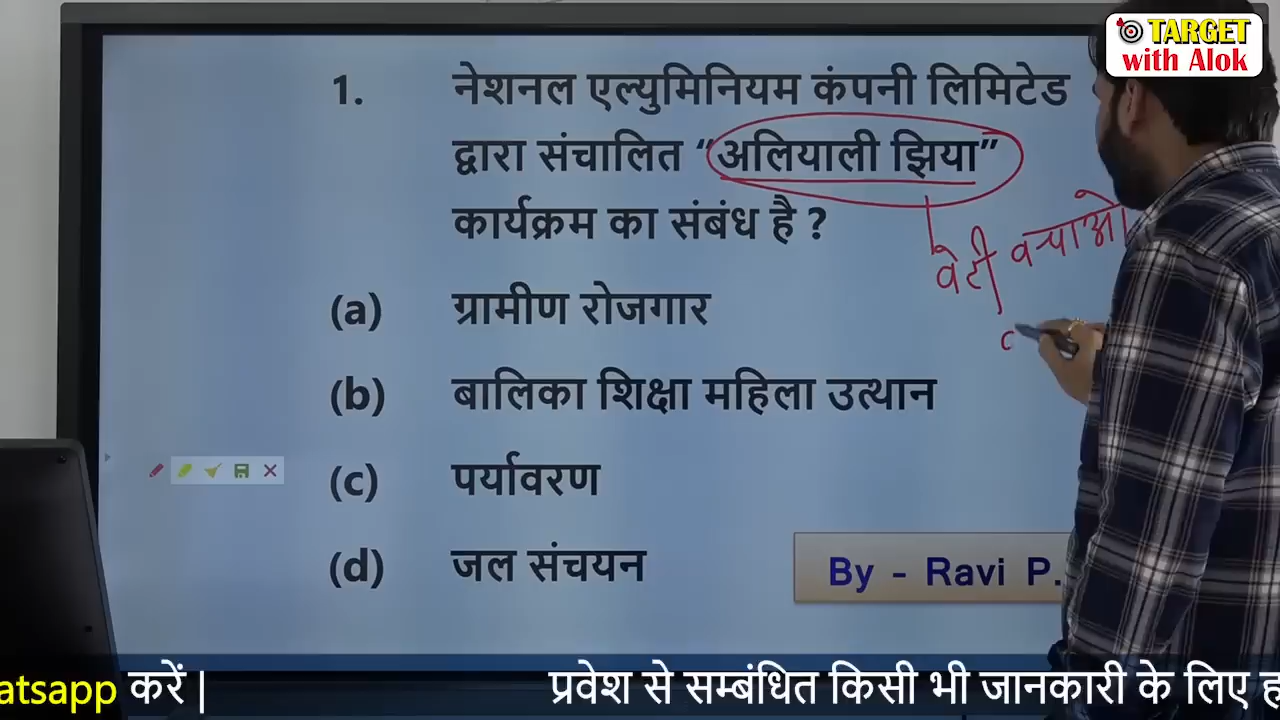 TARGET
with Alok
1. नेशनल एल्युमिनियम कंपनी लिमिटेड
द्वारा संचालित “अलियाली झिया”
कार्यक्रम का संबंध है ?
बेटी बचाओ
(a) ग्रामीण रोजगार
(b) बालिका शिक्षा महिला उत्थान
(c) पर्यावरण
(d) जल संचयन
By - Ravi P.
atsapp करें |
प्रवेश से सम्बंधित किसी भी जानकारी के लिए ह